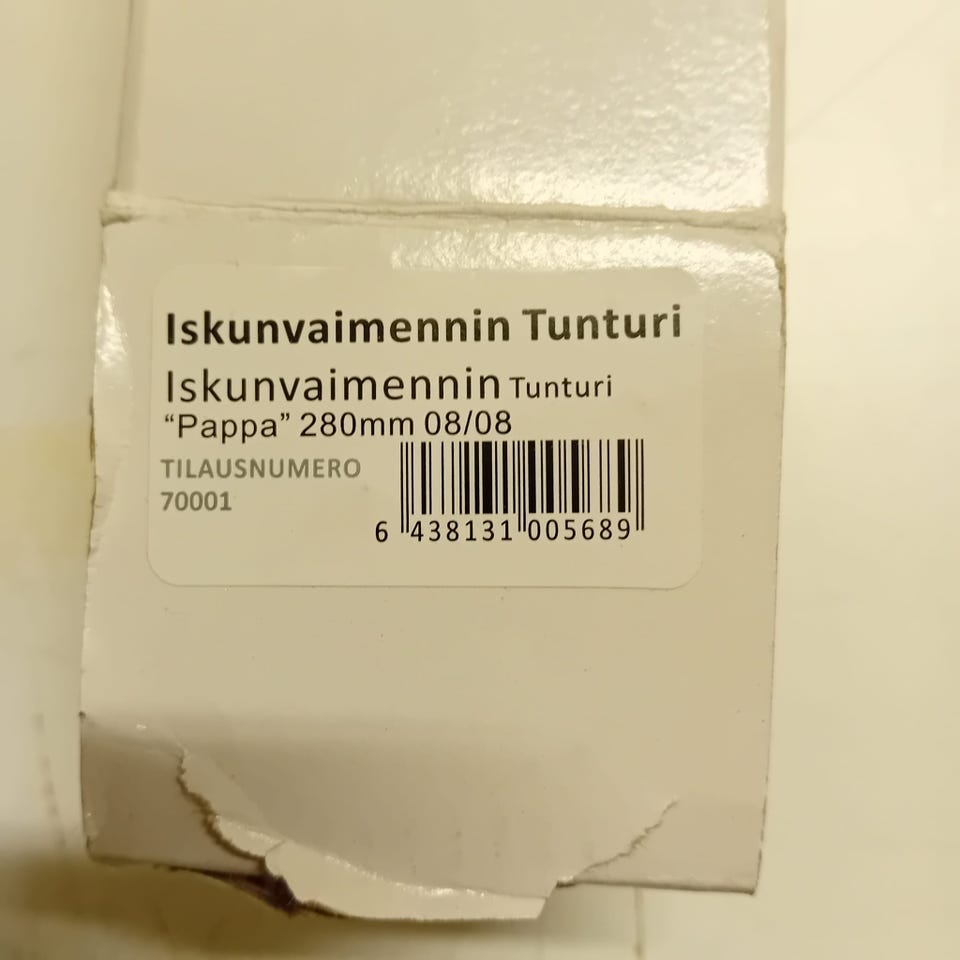 Iskunvaimennin Tunturi
Iskunvaimennin Tunturi
“Pappa” 280mm 08/08
TILAUSNUMERO
70001
6 438131 005689